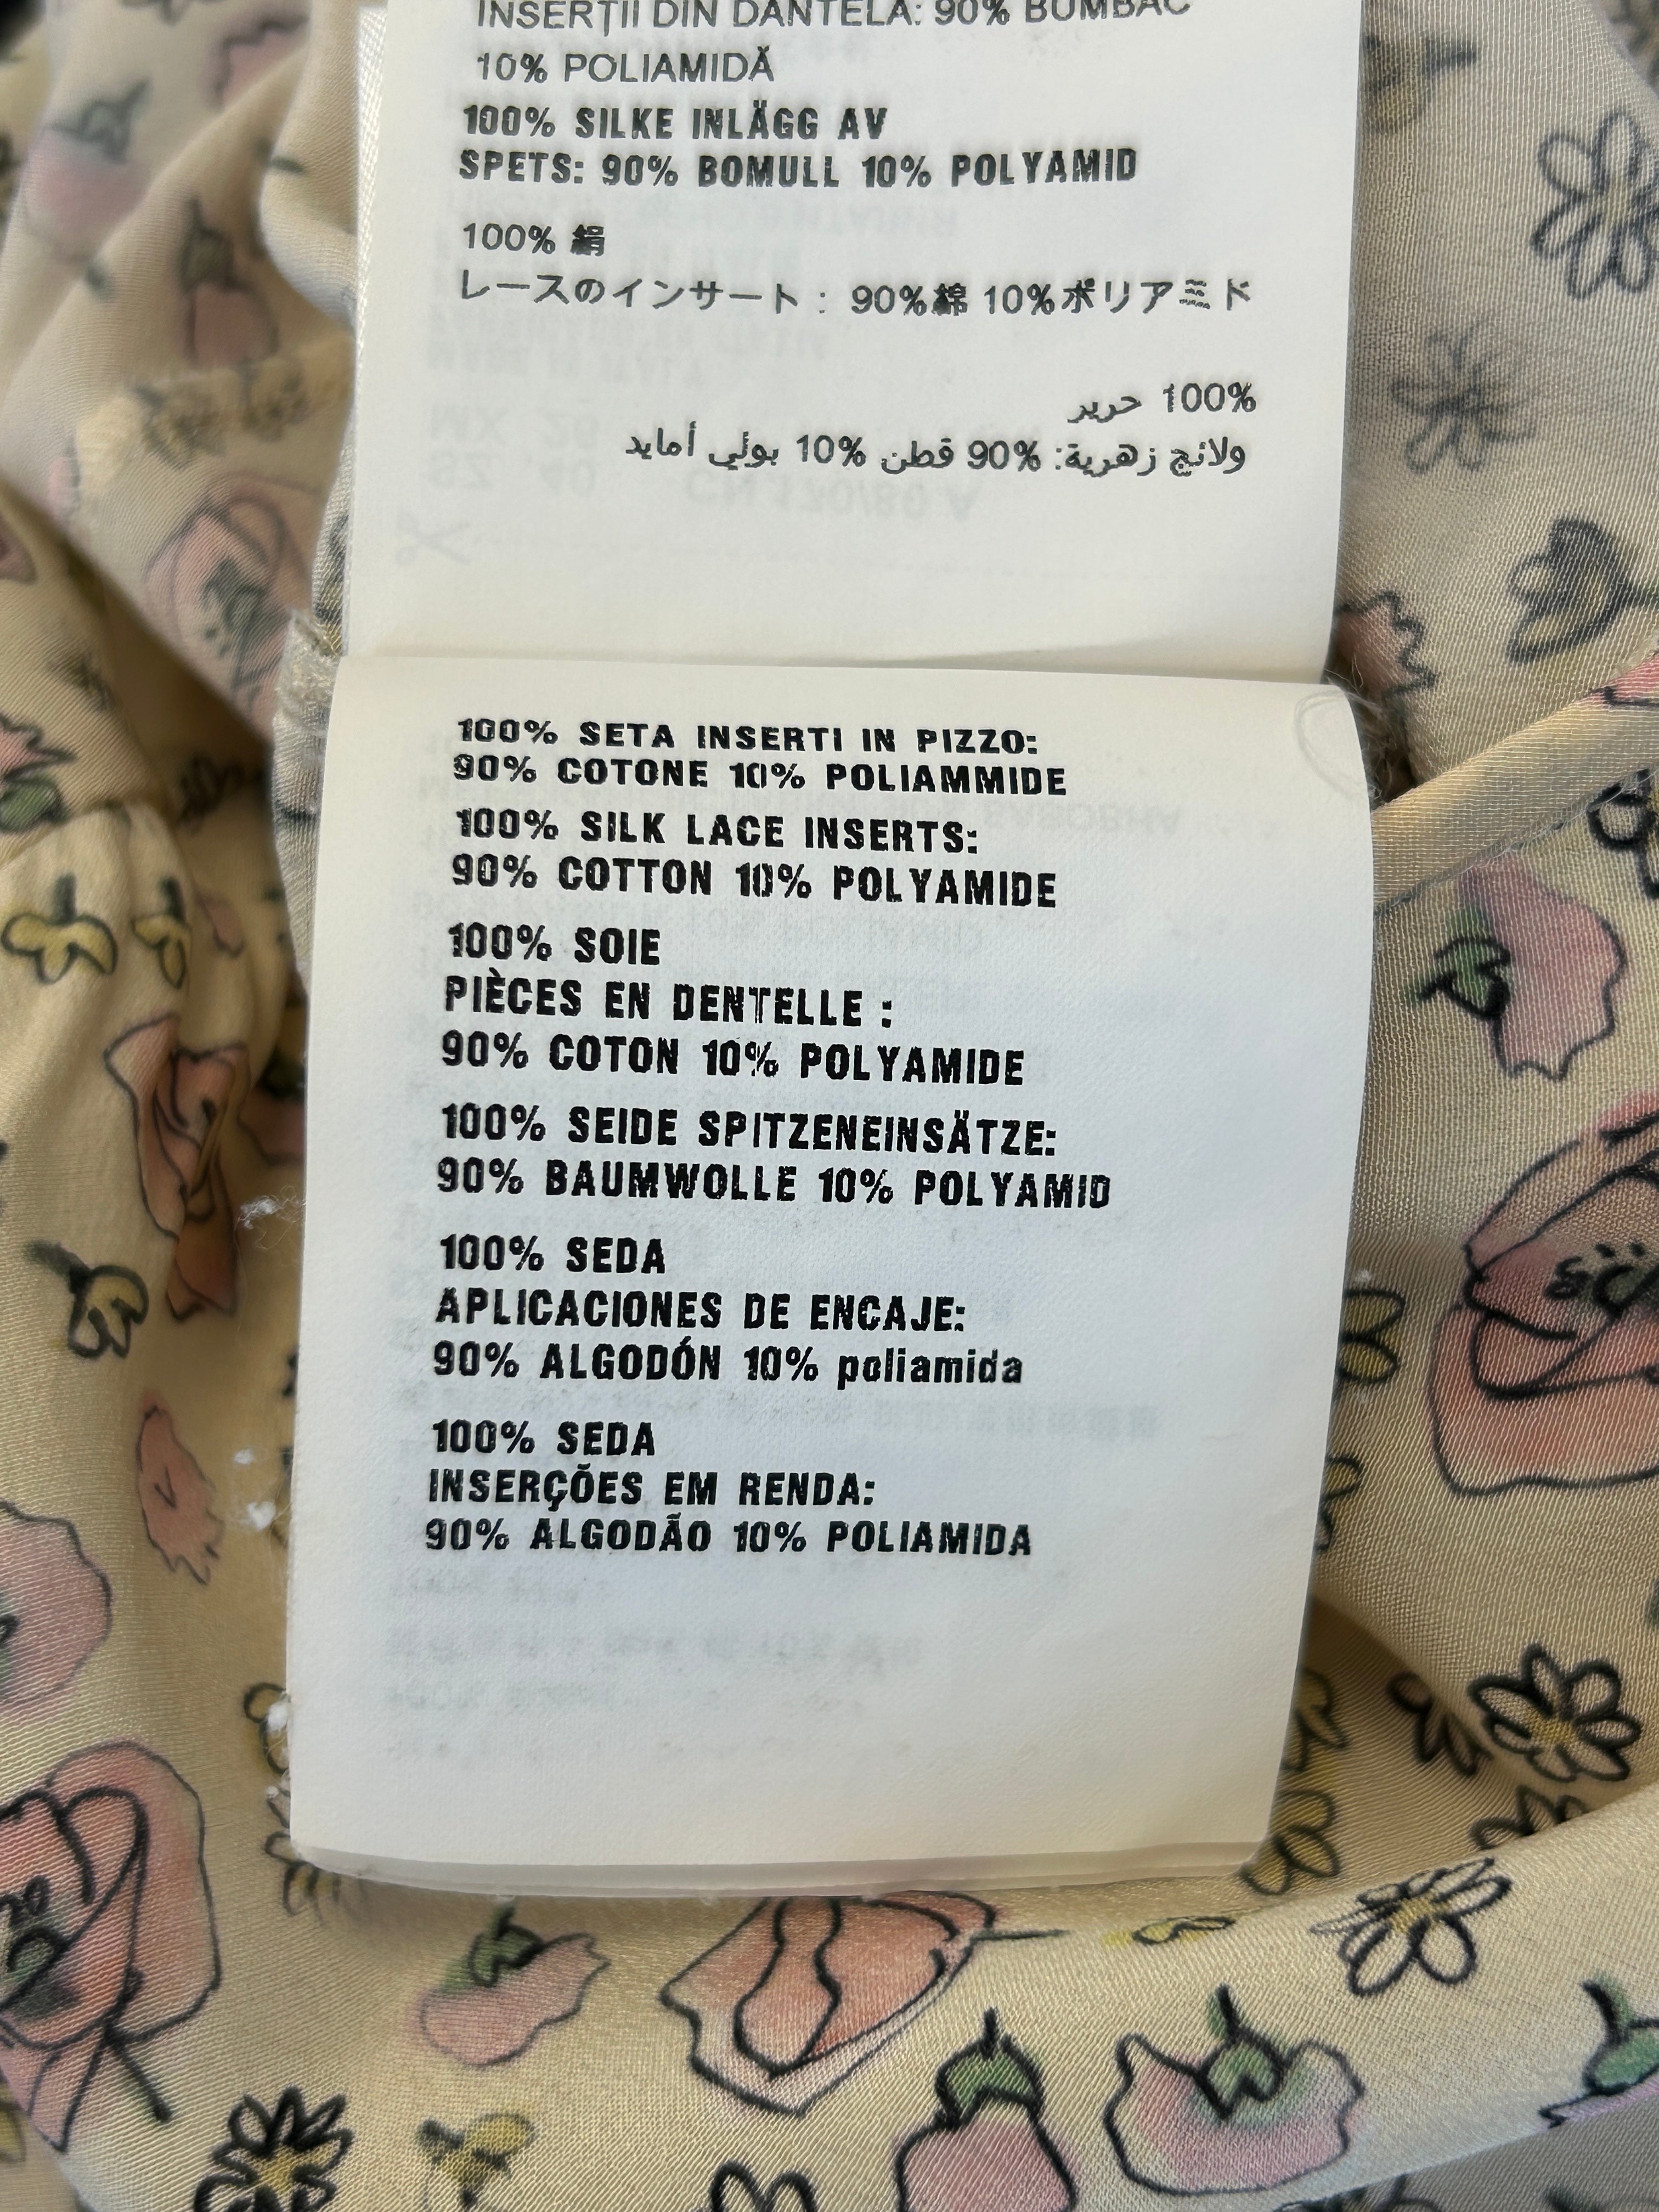 INSERȚII DIN DANTELĂ: 90% BUMBAC
10% POLIAMIDĂ
100% SILKE INLÄGG AV
SPETS: 90% BOMULL 10% POLYAMID
100% 絹
レースのインサート： 90%綿 10%ポリアミド
100% حرير
ولائج زهرية: 90% قطن 10% بولي أمايد
100% SETA INSERTI IN PIZZO:
90% COTONE 10% POLIAMMIDE
100% SILK LACE INSERTS:
90% COTTON 10% POLYAMIDE
100% SOIE
PIÈCES EN DENTELLE :
90% COTON 10% POLYAMIDE
100% SEIDE SPITZENEINSÄTZE:
90% BAUMWOLLE 10% POLYAMID
100% SEDA
APLICACIONES DE ENCAJE:
90% ALGODÓN 10% poliamida
100% SEDA
INSERÇÕES EM RENDA:
90% ALGODÃO 10% POLIAMIDA